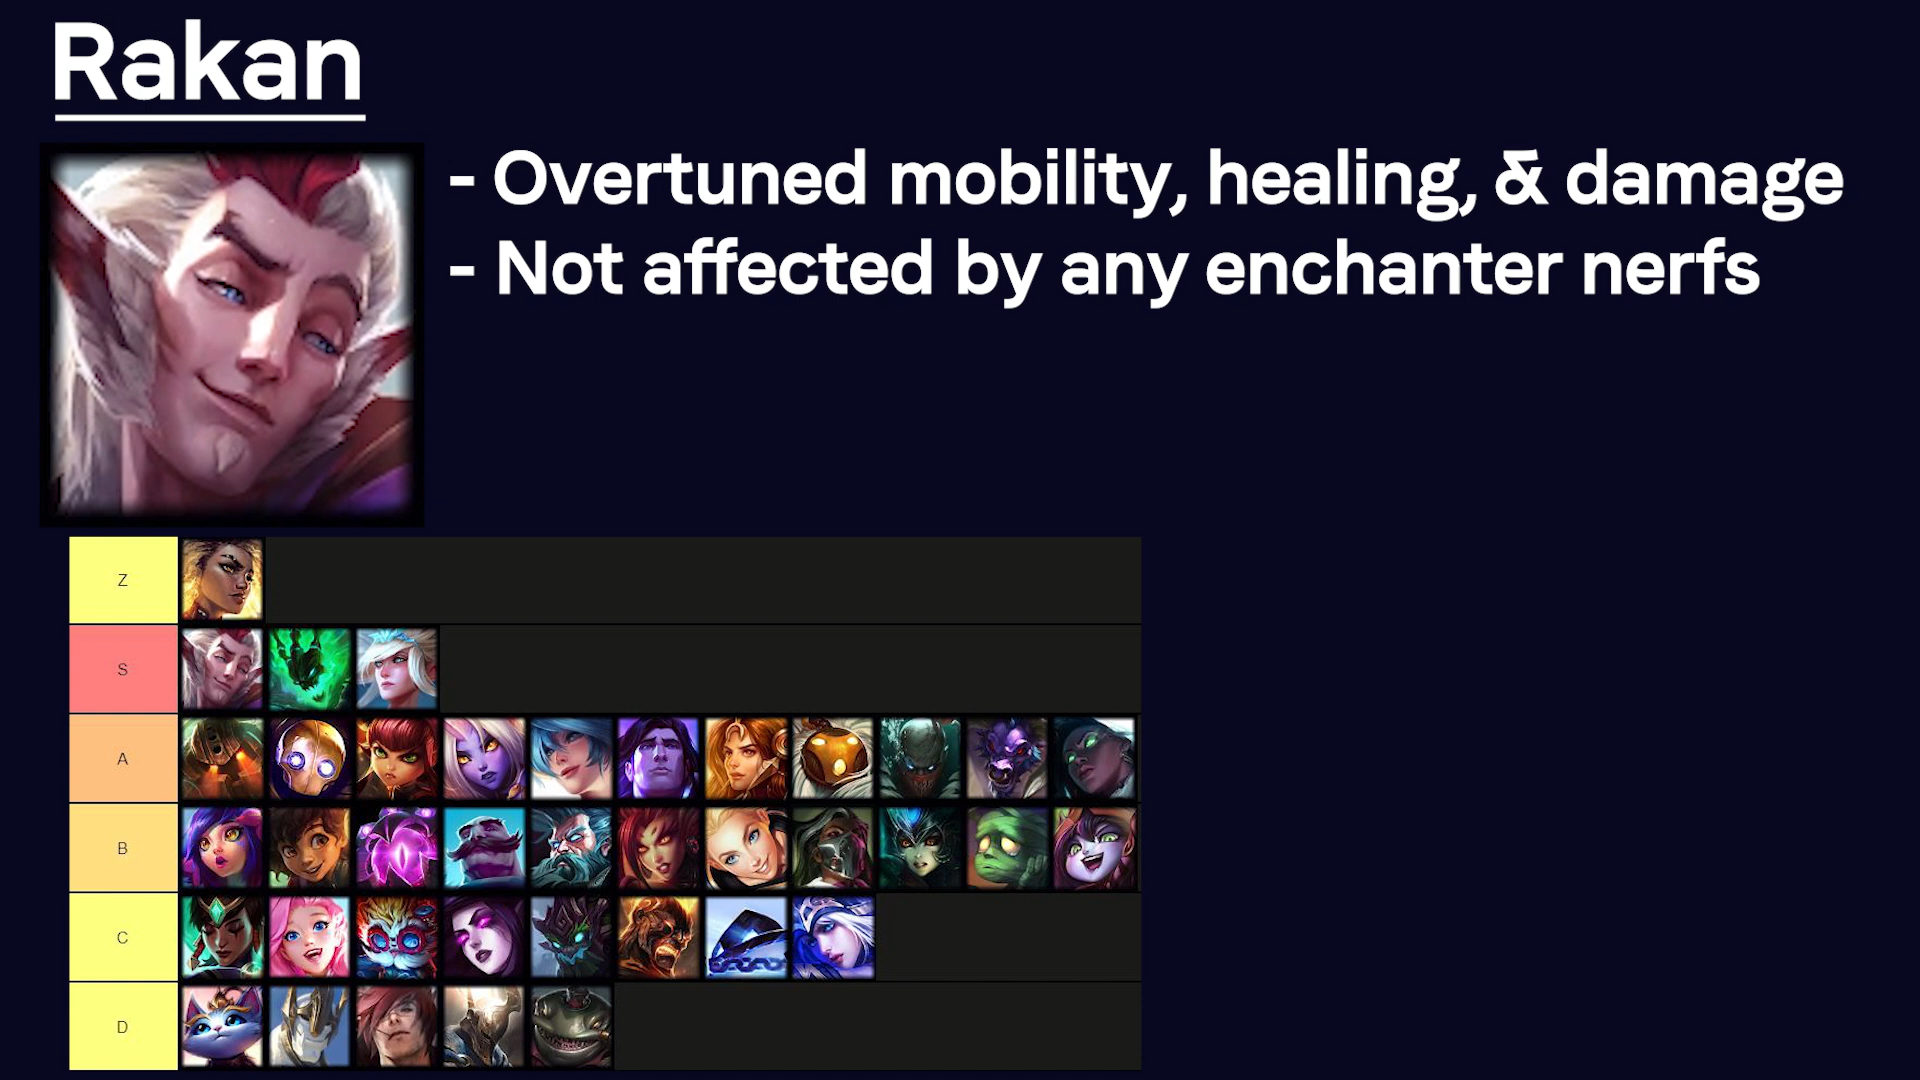 Rakan
- Overtuned mobility, healing, & damage
- Not affected by any enchanter nerfs
Z
S
A
B
C
D